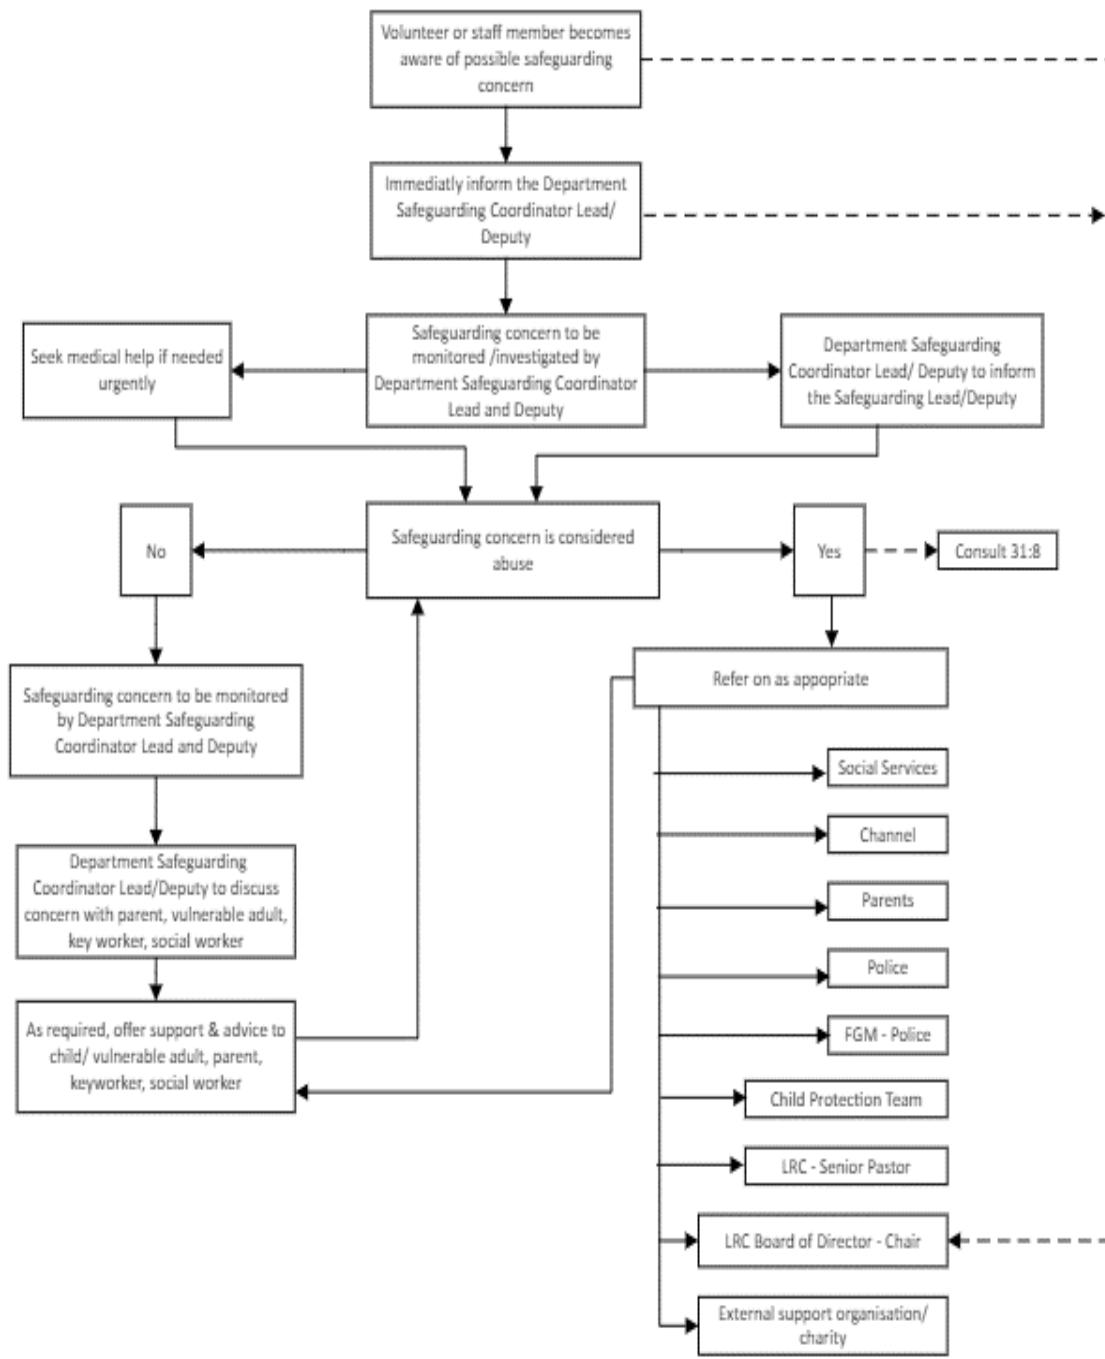 Volunteer or staff member becomes
aware of possible safeguarding
concern
Immediatly inform the Department
Safeguarding Coordinator Lead/
Deputy
Seek medical help if needed
urgently
Safeguarding concern to be
monitored /investigated by
Department Safeguarding Coordinator
Lead and Deputy
Department Safeguarding
Coordinator Lead/ Deputy to inform
the Safeguarding Lead/Deputy
No
Safeguarding concern is considered
abuse
Yes
Consult 31:8
Safeguarding concern to be monitored
by Department Safeguarding
Coordinator Lead and Deputy
Refer on as appopriate
Department Safeguarding
Coordinator Lead/Deputy to discuss
concern with parent, vulnerable adult,
key worker, social worker
As required, offer support & advice to
child/ vulnerable adult, parent,
keyworker, social worker
Social Services
Channel
Parents
Police
FGM - Police
Child Protection Team
LRC - Senior Pastor
LRC Board of Director - Chair
External support organisation/
charity